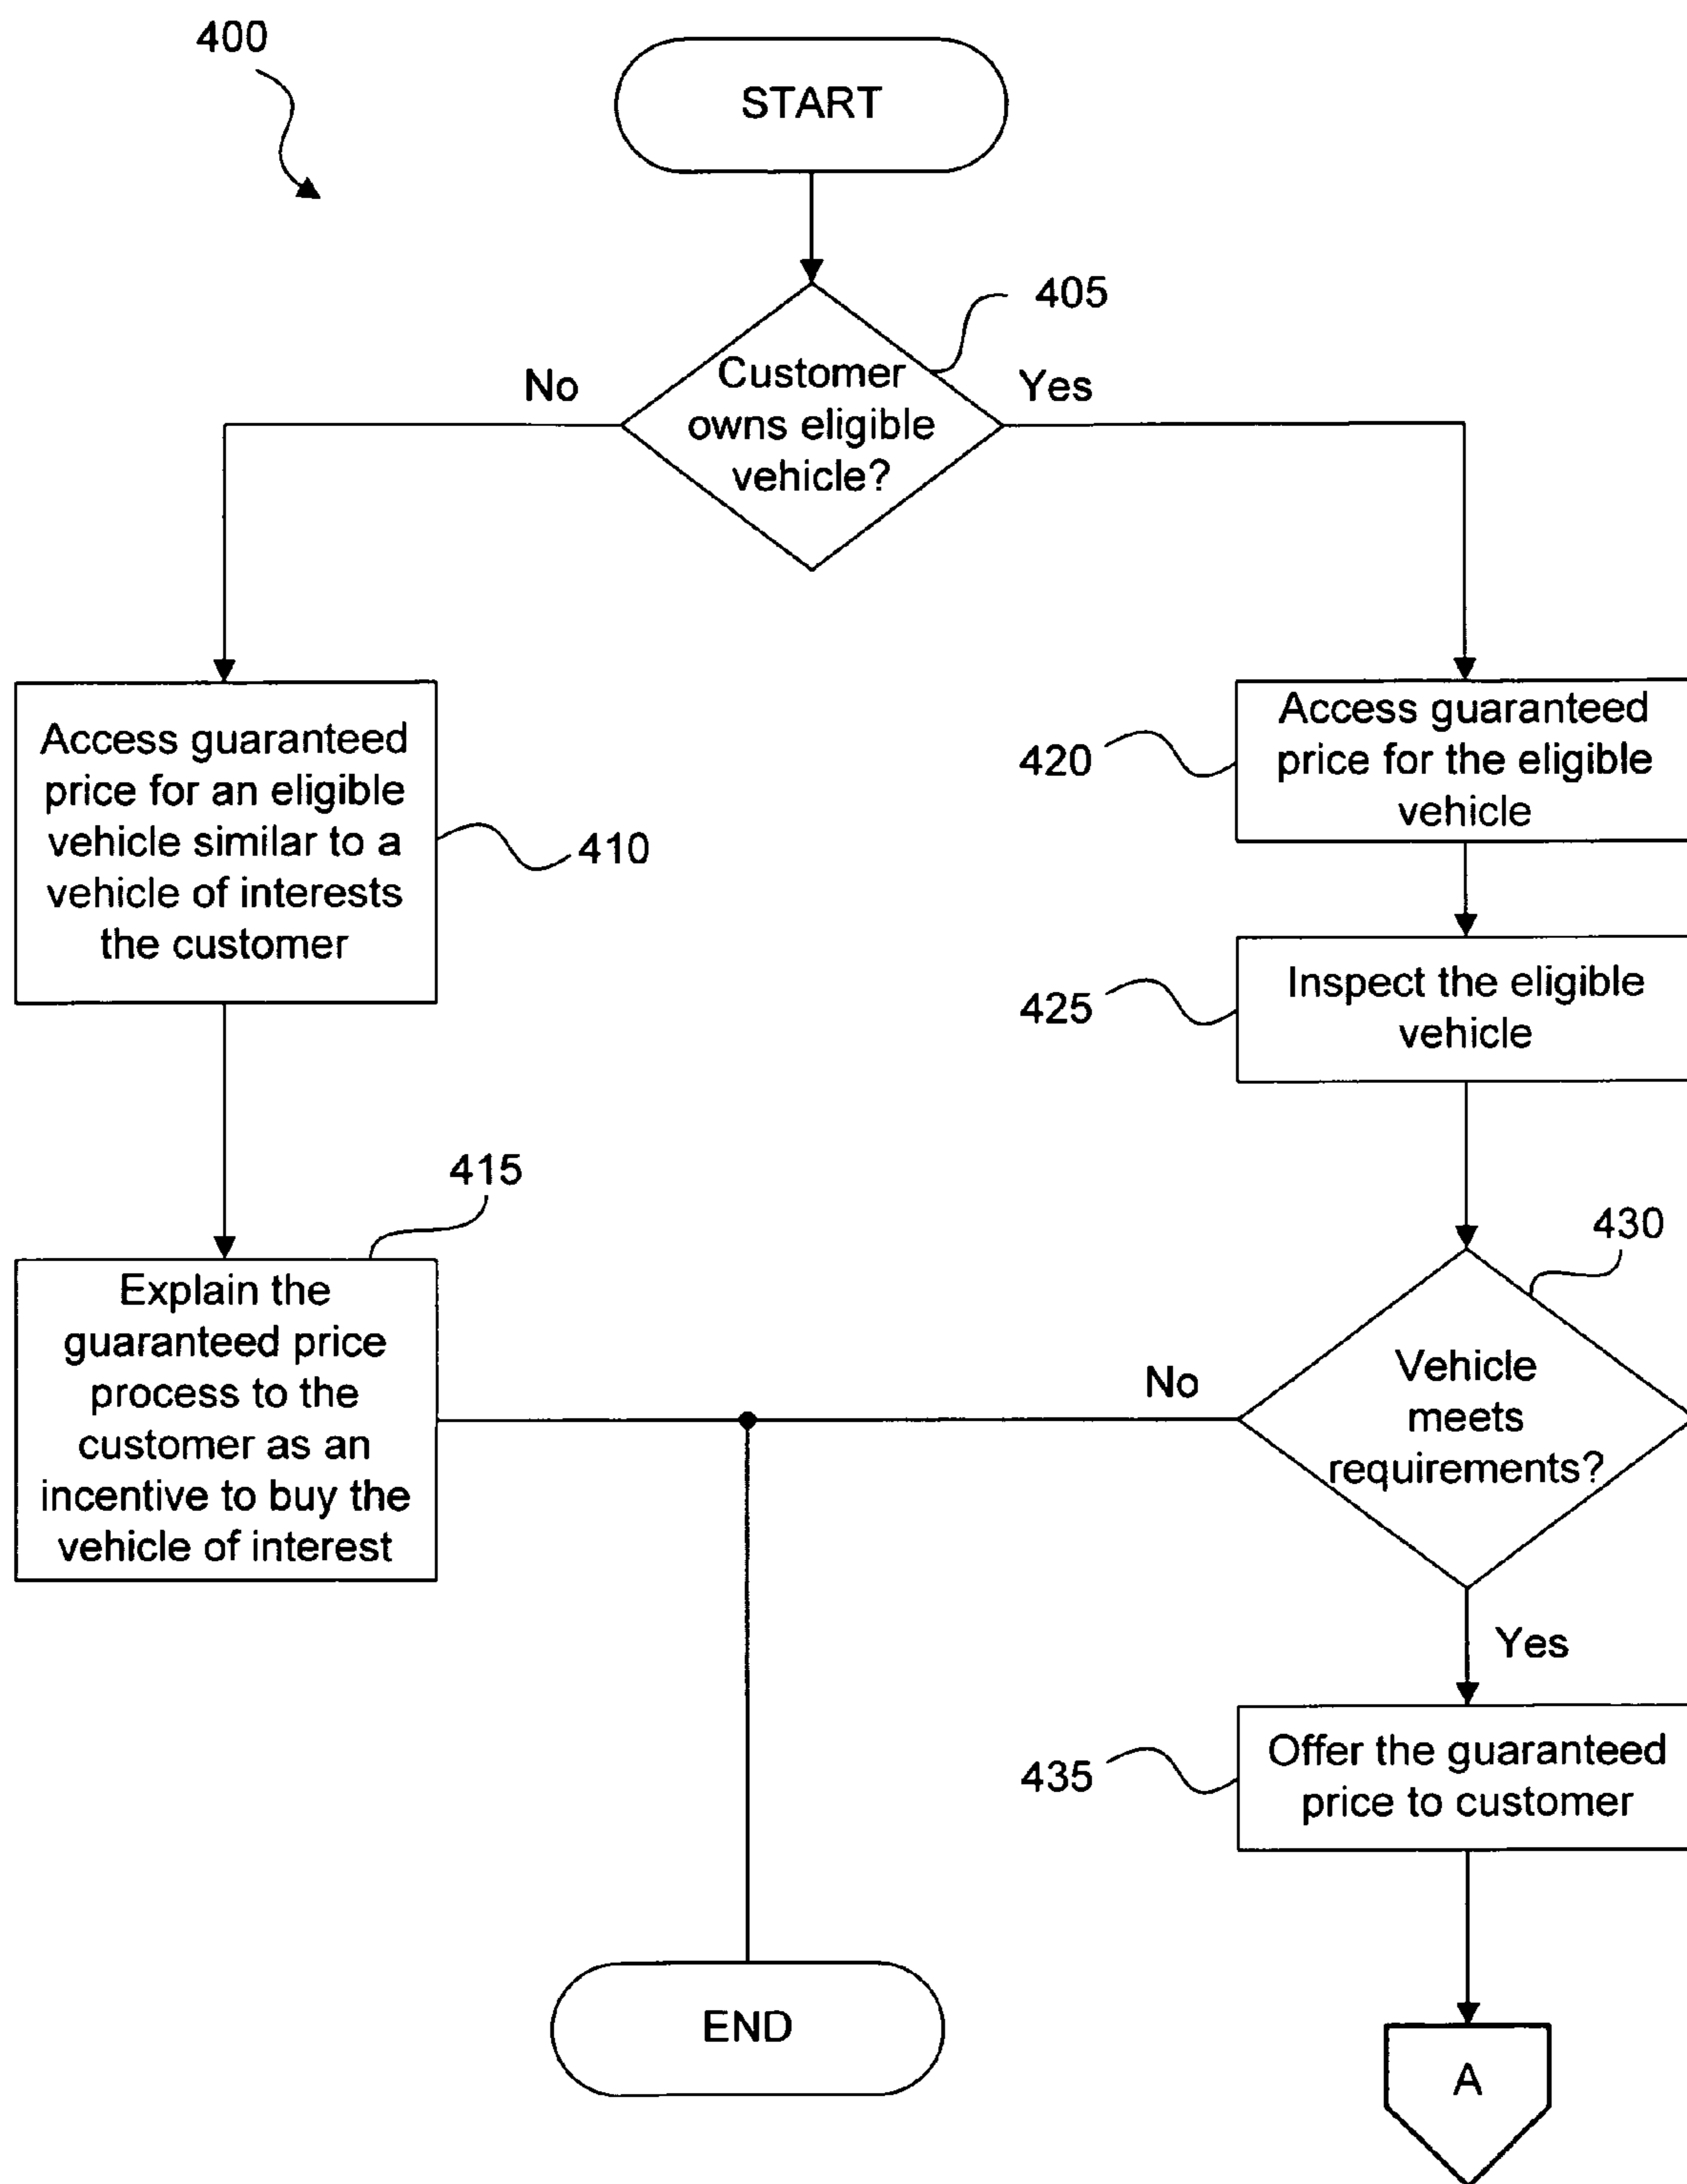 400
START
405
Customer
owns eligible
vehicle?
No
Yes
Access guaranteed
price for an eligible
vehicle similar to a
vehicle of interests
the customer
410
420
Access guaranteed
price for the eligible
vehicle
425
Inspect the eligible
vehicle
415
Explain the
guaranteed price
process to the
customer as an
incentive to buy the
vehicle of interest
430
Vehicle
meets
requirements?
No
Yes
435
Offer the guaranteed
price to customer
END
A